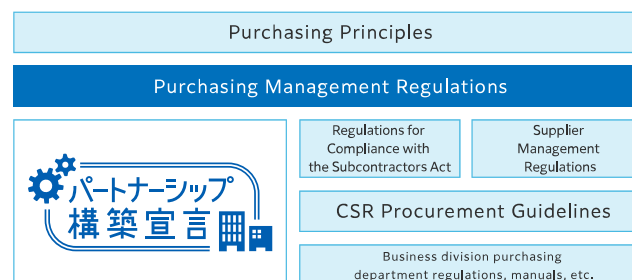 Purchasing Principles
Purchasing Management Regulations
パートナーシップ
構築宣言
Regulations for
Compliance with
the Subcontractors Act
Supplier
Management
Regulations
CSR Procurement Guidelines
Business division purchasing
department regulations, manuals, etc.